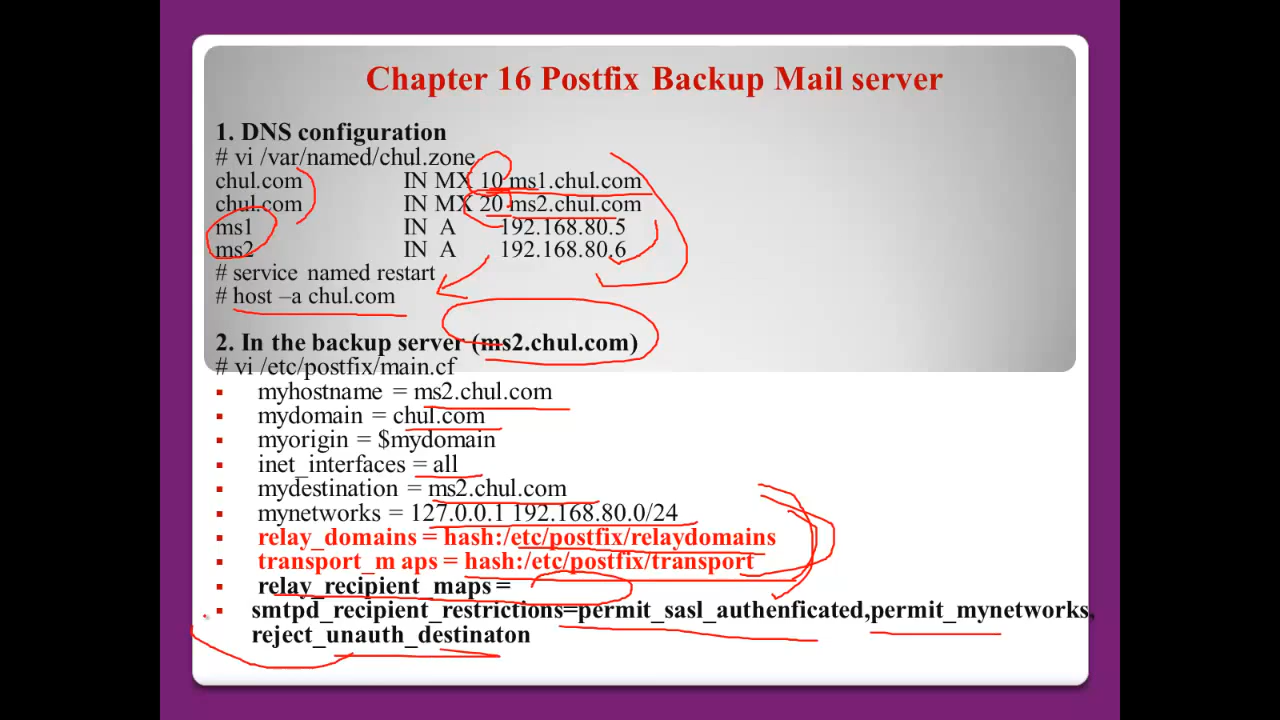 Chapter 16 Postfix Backup Mail server
1. DNS configuration
# vi /var/named/chul.zone
chul.com IN MX 10 ms1.chul.com
chul.com IN MX 20 ms2.chul.com
ms1 IN A 192.168.80.5
ms2 IN A 192.168.80.6
# service named restart
# host –a chul.com
2. In the backup server (ms2.chul.com)
# vi /etc/postfix/main.cf
▪ myhostname = ms2.chul.com
▪ mydomain = chul.com
▪ myorigin = $mydomain
▪ inet_interfaces = all
▪ mydestination = ms2.chul.com
▪ mynetworks = 127.0.0.1 192.168.80.0/24
▪ relay_domains = hash:/etc/postfix/relaydomains
▪ transport_m aps = hash:/etc/postfix/transport
▪ relay_recipient_maps =
▪ smtpd_recipient_restrictions=permit_sasl_authenficated,permit_mynetworks,
reject_unauth_destinaton